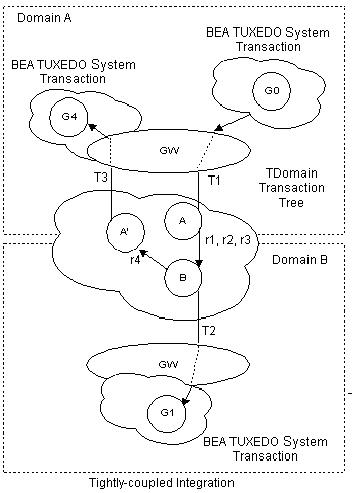 Domain A
BEA TUXEDO System
Transaction
BEA TUXEDO System
Transaction
G0
G4
GW
T3
T1
TDomain
Transaction
Tree
A
A'
r1, r2, r3
r4
B
Domain B
T2
GW
G1
BEA TUXEDO System
Transaction
Tightly-coupled Integration